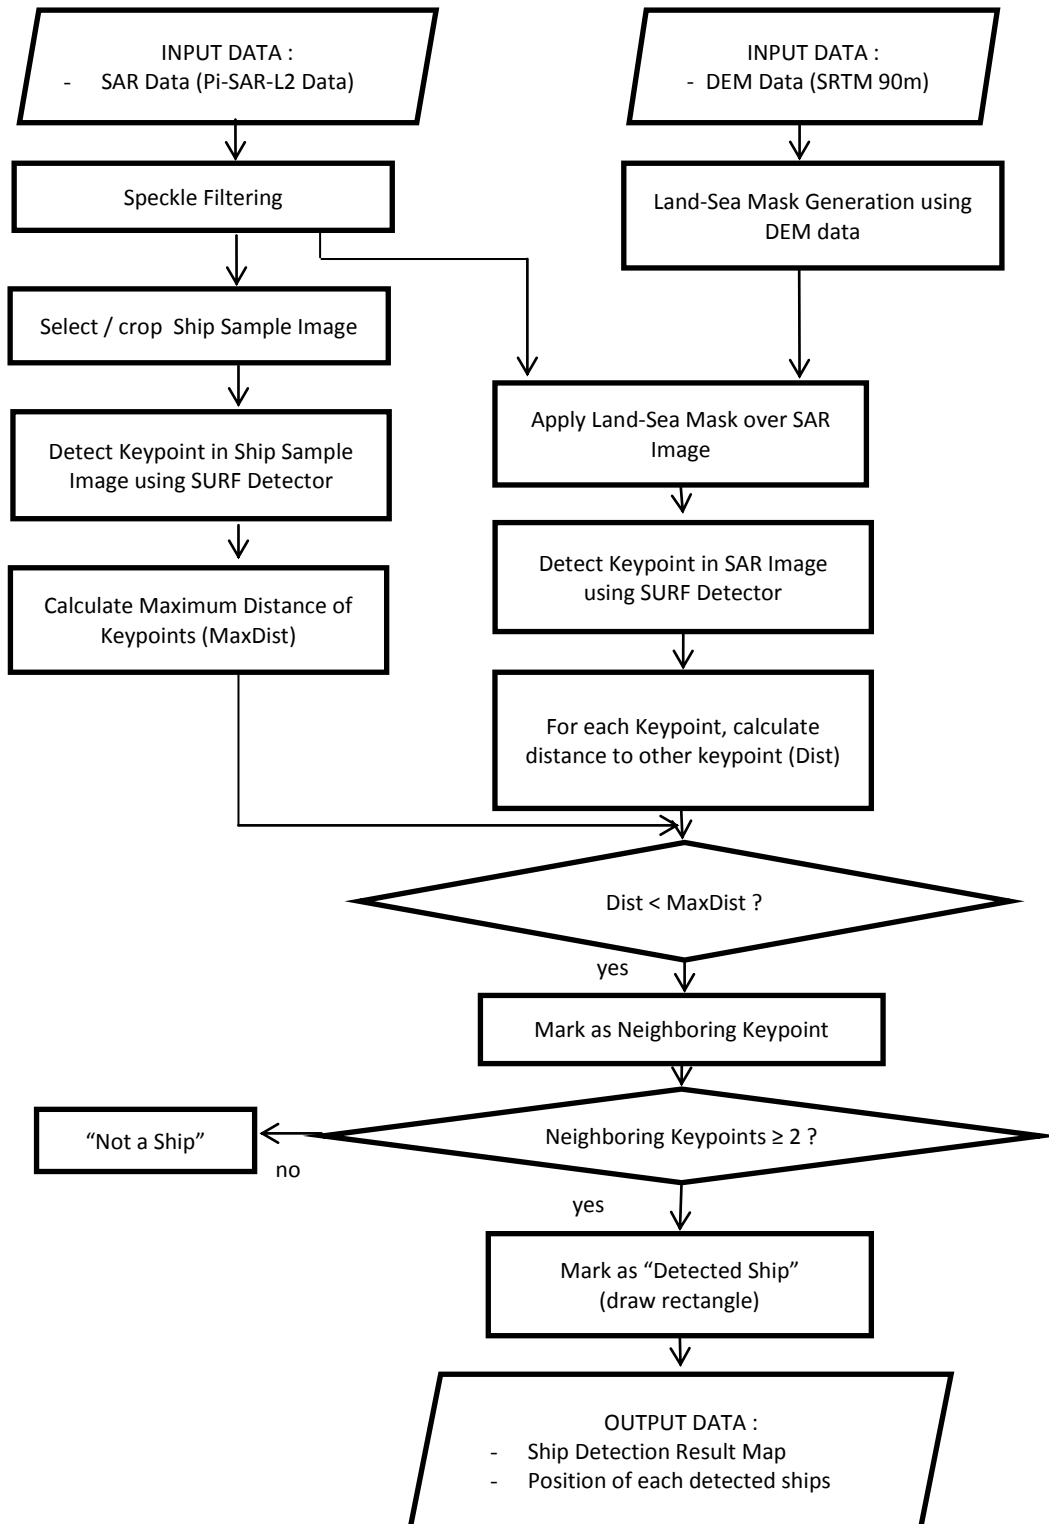 INPUT DATA :
- SAR Data (Pi-SAR-L2 Data)
INPUT DATA :
- DEM Data (SRTM 90m)
Speckle Filtering
Land-Sea Mask Generation using
DEM data
Select / crop Ship Sample Image
Apply Land-Sea Mask over SAR
Image
Detect Keypoint in Ship Sample
Image using SURF Detector
Detect Keypoint in SAR Image
using SURF Detector
Calculate Maximum Distance of
Keypoints (MaxDist)
For each Keypoint, calculate
distance to other keypoint (Dist)
Dist < MaxDist ?
yes
Mark as Neighboring Keypoint
Neighboring Keypoints ≥ 2 ?
“Not a Ship”
no
yes
Mark as “Detected Ship”
(draw rectangle)
OUTPUT DATA :
- Ship Detection Result Map
- Position of each detected ships